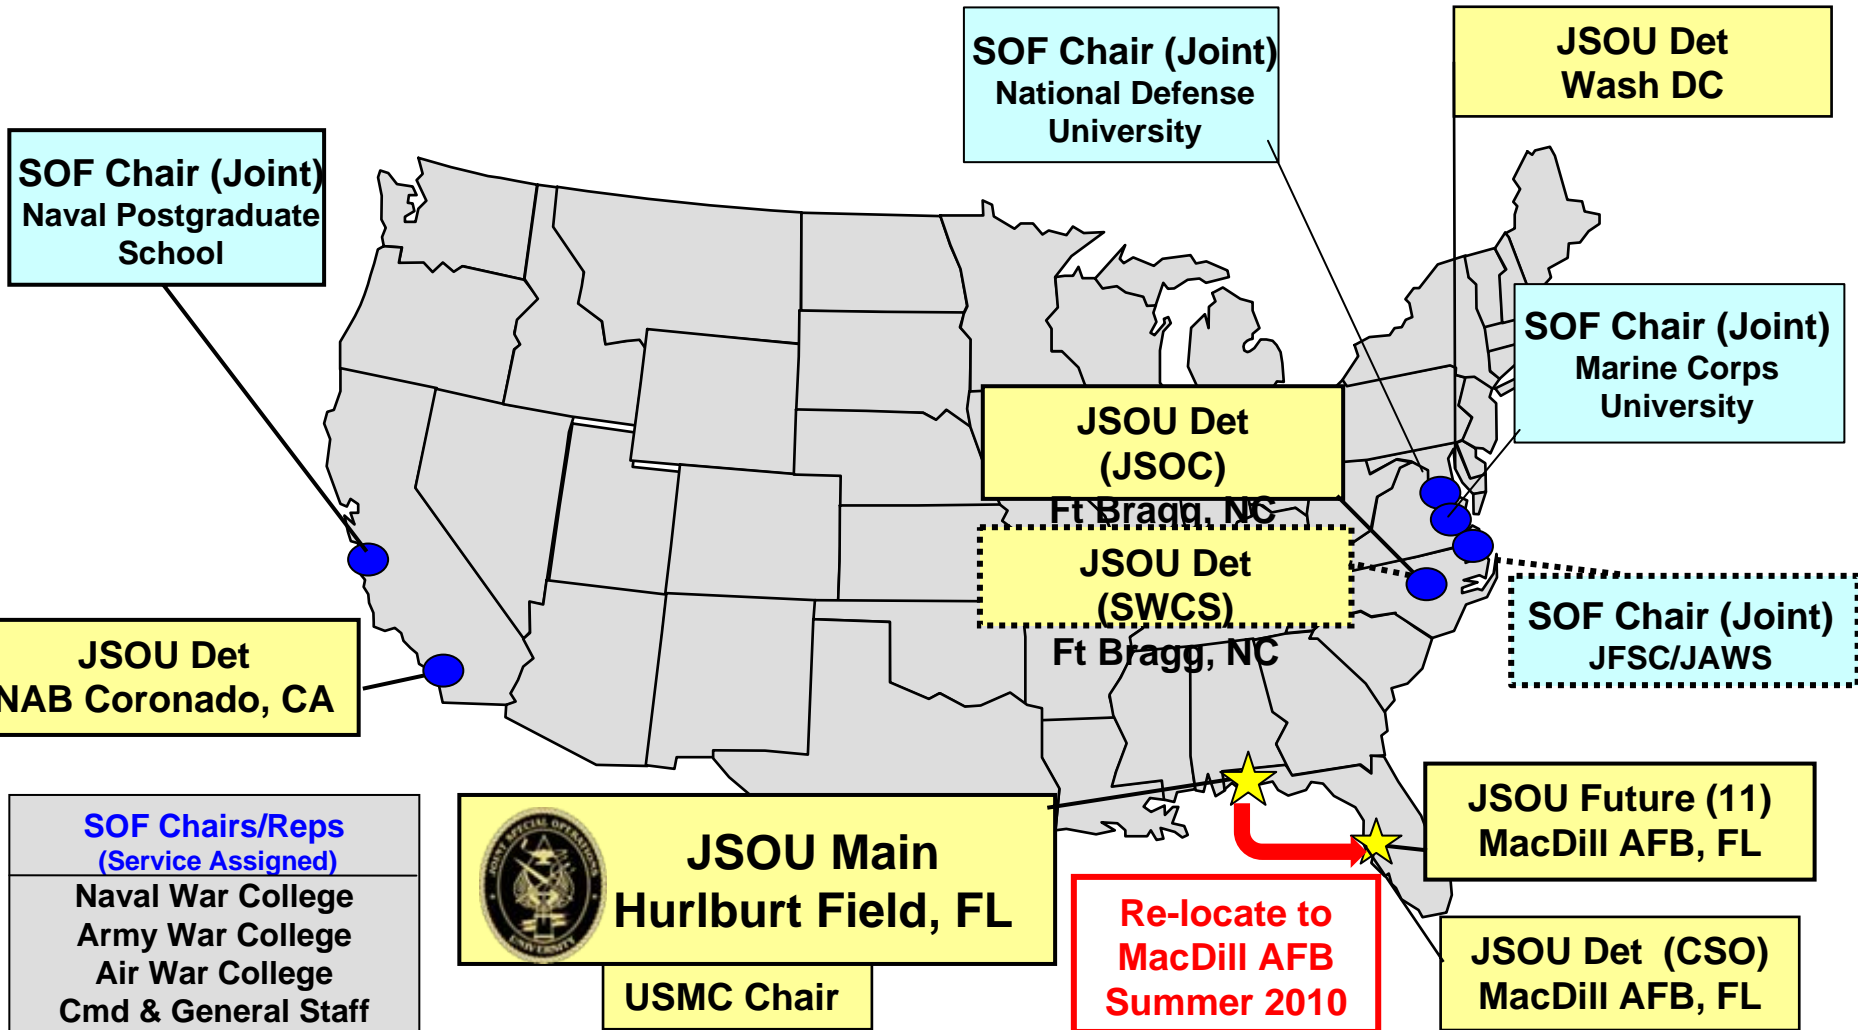 SOF Chair (Joint)
National Defense
University
JSOU Det
Wash DC
SOF Chair (Joint)
Naval Postgraduate
School
SOF Chair (Joint)
Marine Corps
University
JSOU Det
(JSOC)
Ft Bragg, NC
JSOU Det
(SWCS)
Ft Bragg, NC
SOF Chair (Joint)
JFSC/JAWS
JSOU Det
NAB Coronado, CA
JSOU Future (11)
MacDill AFB, FL
SOF Chairs/Reps
(Service Assigned)
Naval War College
Army War College
Air War College
Cmd & General Staff
JOINT SPECIAL OPERATIONS
UNIVERSITY
JSOU Main
Hurlburt Field, FL
USMC Chair
Re-locate to
MacDill AFB
Summer 2010
JSOU Det (CSO)
MacDill AFB, FL